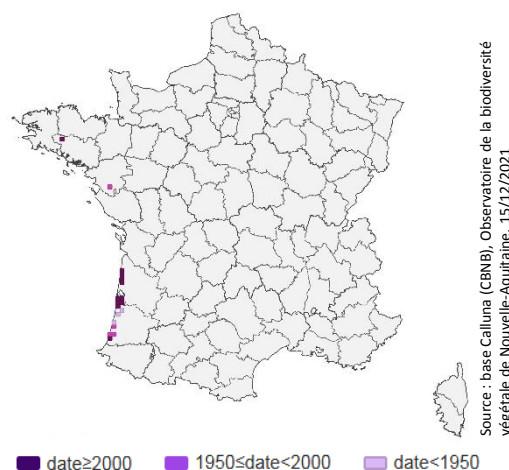 Source : base Calluna (CBNB), Observatoire de la biodiversité
végétale de Nouvelle-Aquitaine, 15/12/2021
date≥2000
1950≤date<2000
date<1950